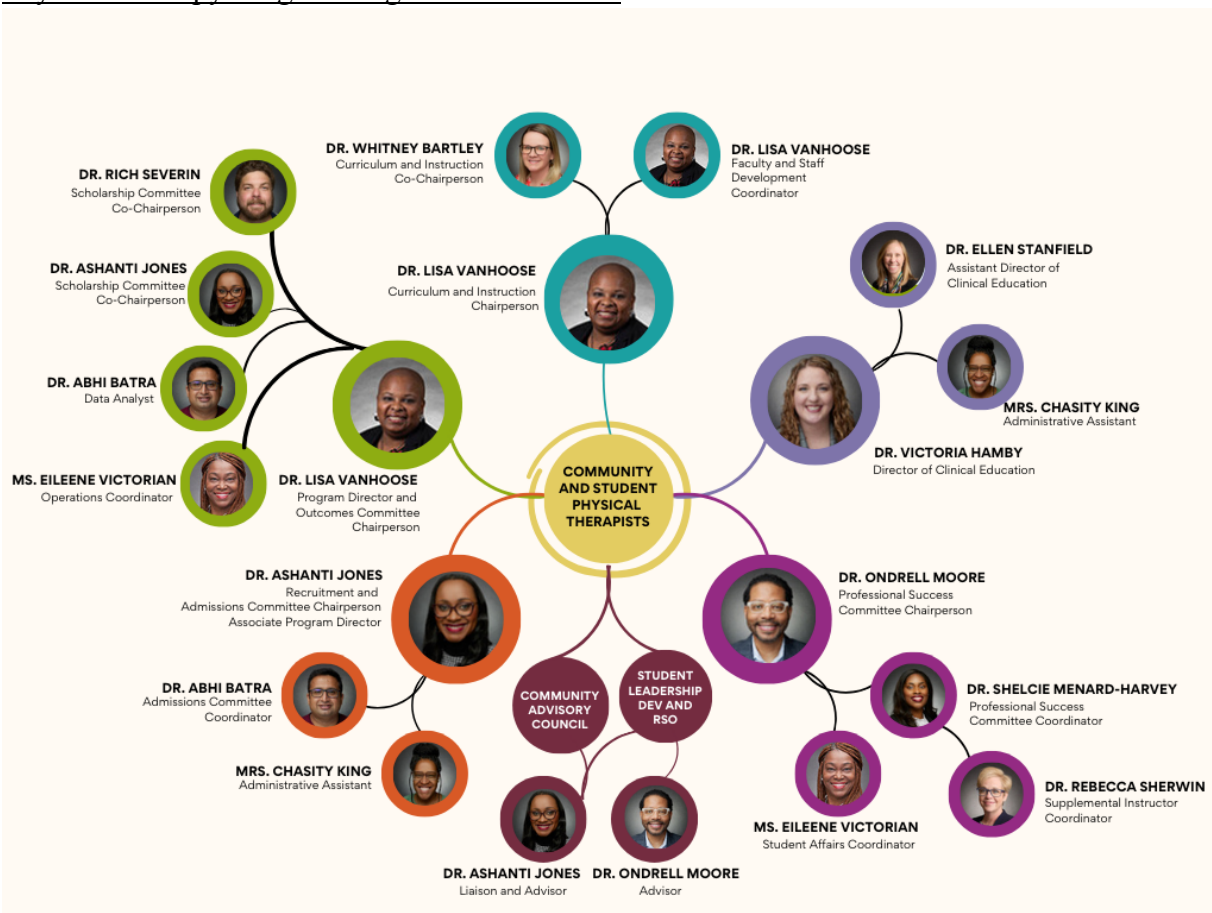 DR. WHITNEY BARTLEY
Curriculum and Instruction
Co-Chairperson
DR. LISA VANHOOSE
Faculty and Staff
Development
Coordinator
DR. RICH SEVERIN
Scholarship Committee
Co-Chairperson
DR. ASHANTI JONES
Scholarship Committee
Co-Chairperson
DR. LISA VANHOOSE
Curriculum and Instruction
Chairperson
DR. ELLEN STANFIELD
Assistant Director of
Clinical Education
DR. ABHI BATRA
Data Analyst
MRS. CHASITY KING
Administrative Assistant
MS. EILEENE VICTORIAN
Operations Coordinator
DR. LISA VANHOOSE
Program Director and
Outcomes Committee
Chairperson
COMMUNITY
AND STUDENT
PHYSICAL
THERAPISTS
DR. VICTORIA HAMBY
Director of Clinical Education
DR. ASHANTI JONES
Recruitment and
Admissions Committee Chairperson
Associate Program Director
DR. ONDRELL MOORE
Professional Success
Committee Chairperson
DR. ABHI BATRA
Admissions Committee
Coordinator
COMMUNITY
ADVISORY
COUNCIL
STUDENT
LEADERSHIP
DEV AND
RSO
DR. SHELCIE MENARD-HARVEY
Professional Success
Committee Coordinator
MRS. CHASITY KING
Administrative Assistant
DR. REBECCA SHERWIN
Supplemental Instructor
Coordinator
MS. EILEENE VICTORIAN
Student Affairs Coordinator
DR. ASHANTI JONES
Liaison and Advisor
DR. ONDRELL MOORE
Advisor